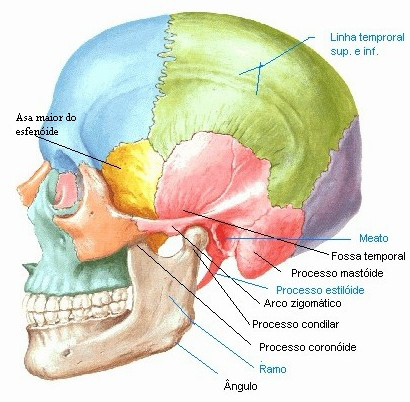 Linha temproral
sup. e inf.
Asa maior do
esfenóide
Meato
Fossa temporal
Processo mastóide
Processo estilóide
Arco zigomático
Processo condilar
Processo coronóide
Ramo
Ângulo